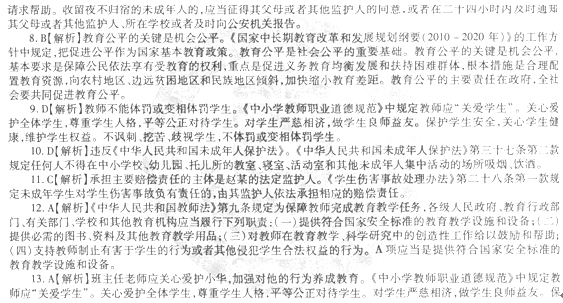 请求帮助。收留夜不归宿的未成年人的,应当征得其父母或者其他监护人的同意,或者在二十四小时内及时通知
父母或者其他监护人、所在学校或者及时向公安机关报告。
8. B【解析】教育公平的关键是机会公平。《国家中长期教育改革和发展规划纲要(2010~2020年)》的工作方
针中规定,把促进公平作为国家基本教育政策。教育公平是社会公平的重要基础。教育公平的关键是机会公平,
基本要求是保障公民依法享有受教育的权利,重点是促进义务教育均衡发展和扶持困难群体,根本措施是合理配
置教育资源,向农村地区、边远贫困地区和民族地区倾斜,加快缩小教育差距。教育公平的主要责任在政府,全社
会要共同促进教育公平。
9. D【解析】教师不能体罚或变相体罚学生。《中小学教师职业道德规范》中规定教师应“关爱学生”。关心爱
护全体学生,尊重学生人格,平等公正对待学生。对学生严慈相济,做学生良师益友。保护学生安全,关心学生健
康,维护学生权益。不讽刺、挖苦、歧视学生,不体罚或变相体罚学生。
10. D【解析】违反《中华人民共和国未成年人保护法》。《中华人民共和国未成年人保护法》第三十七条第二款
规定任何人不得在中小学校、幼儿园、托儿所的教室、寝室、活动室和其他未成年人集中活动的场所吸烟、饮酒。
11. C【解析】承担主要赔偿责任的主体是赵某的法定监护人。《学生伤害事故处理办法》第二十八条第一款规
定未成年学生对学生伤害事故负有责任的,由其监护人依法承担相应的赔偿责任。
12. A【解析】《中华人民共和国教师法》第九条规定为保障教师完成教育教学任务,各级人民政府、教育行政部
门、有关部门、学校和其他教育机构应当履行下列职责:(一)提供符合国家安全标准的教育教学设施和设备;(二)
提供必需的图书、资料及其他教育教学用品;(三)对教师在教育教学、科学研究中的创造性工作给以鼓励和帮助;
(四)支持教师制止有害于学生的行为或者其他侵犯学生合法权益的行为。A项应当是提供符合国家安全标准的
教育教学设施和设备。
13. A【解析】班主任老师应关心爱护小华,加强对他的行为养成教育。《中小学教师职业道德规范》中规定教
师应“关爱学生”。关心爱护全体学生,尊重学生人格,平等公正对待学生。对学生严慈相济,做学生良师益友。保